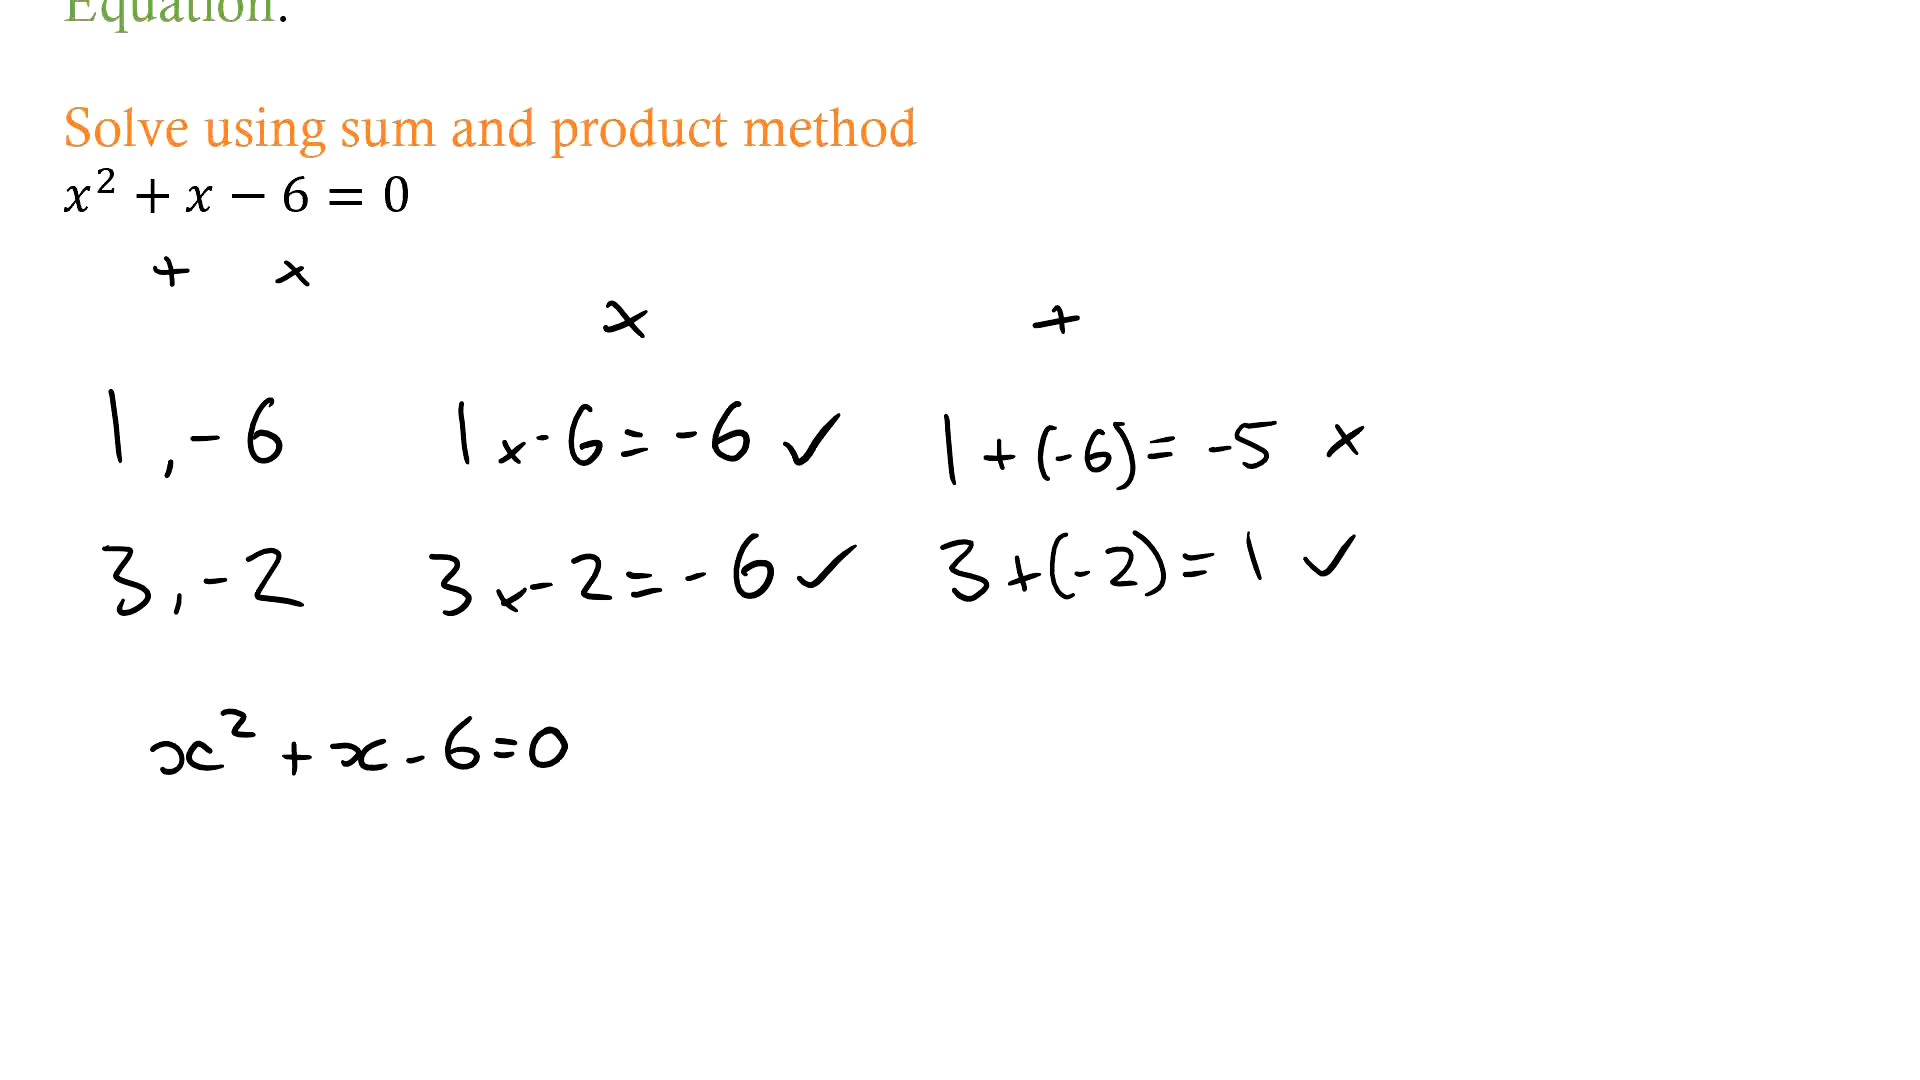 Equation.
Solve using sum and product method
x² + x − 6 = 0
+ ×
× +
1, -6 1 × -6 = -6 ✓ 1 + (-6) = -5 ×
3, -2 3 × -2 = -6 ✓ 3 + (-2) = 1 ✓
x² + x - 6 = 0